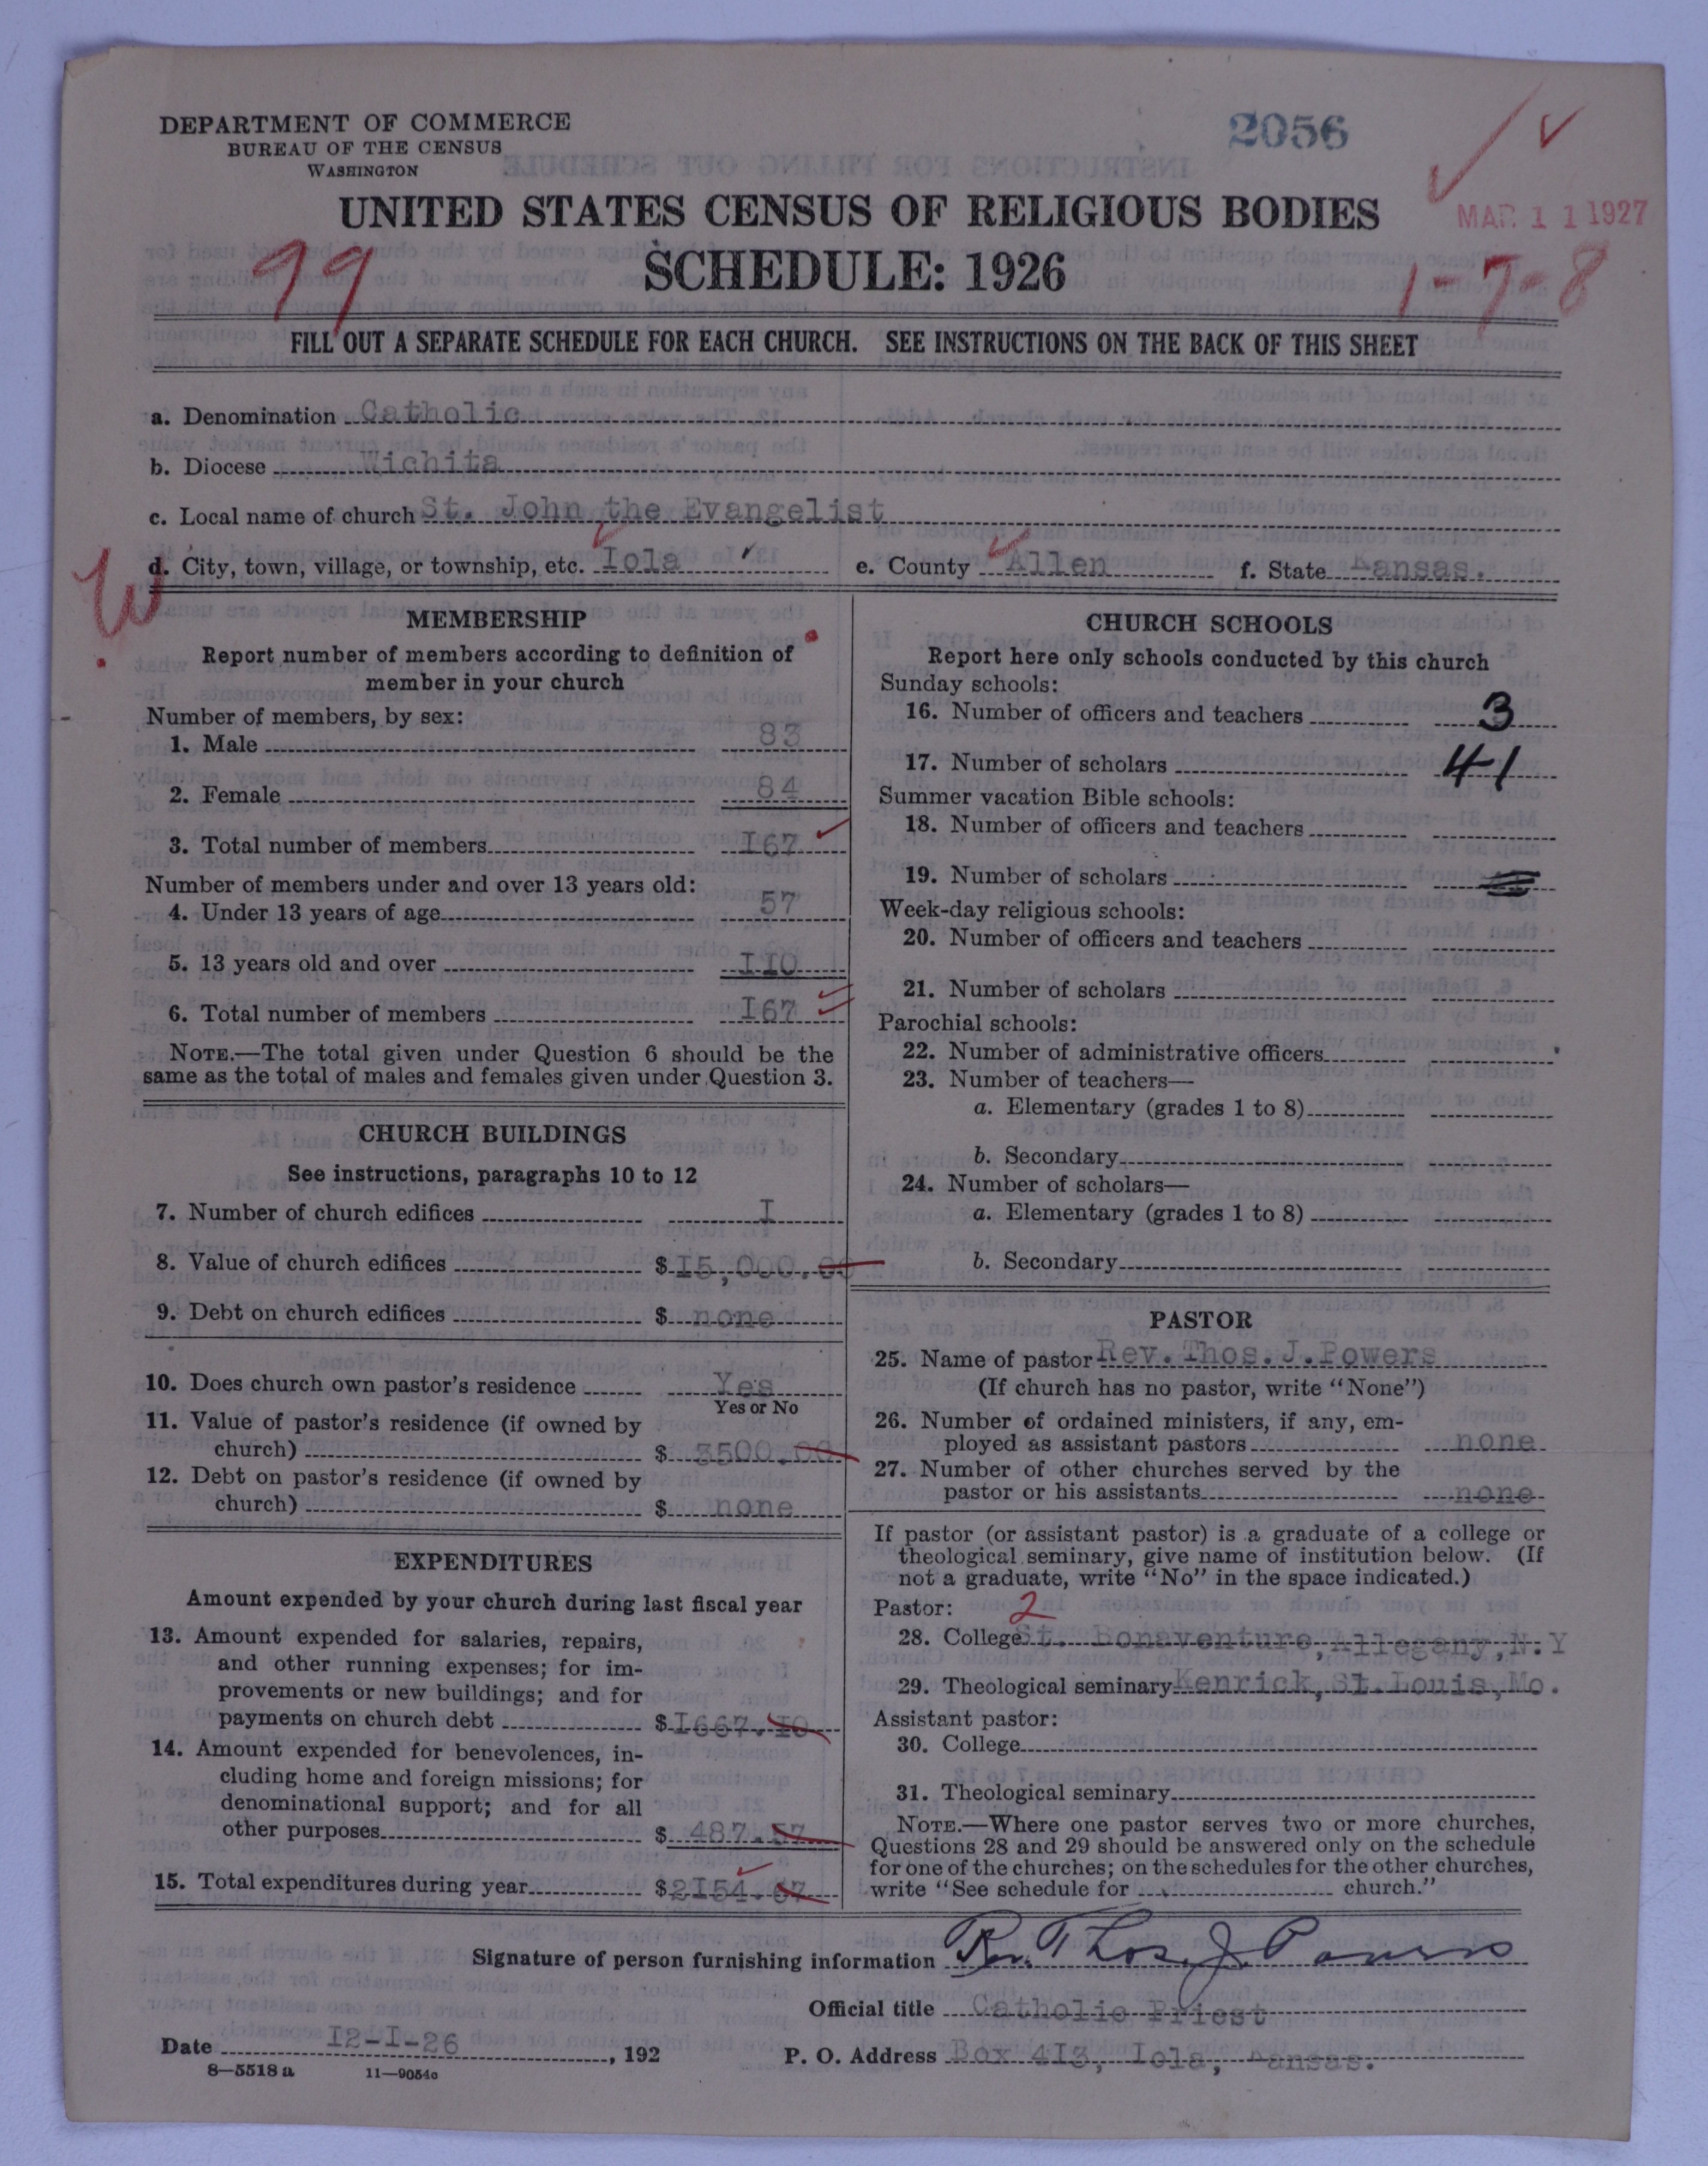 DEPARTMENT OF COMMERCE
BUREAU OF THE CENSUS
WASHINGTON
2056
UNITED STATES CENSUS OF RELIGIOUS BODIES
MAR 11 1927
99
SCHEDULE: 1926
1-7-8
FILL OUT A SEPARATE SCHEDULE FOR EACH CHURCH. SEE INSTRUCTIONS ON THE BACK OF THIS SHEET
a. Denomination Catholic
b. Diocese Wichita
c. Local name of church St. John the Evangelist
W
d. City, town, village, or township, etc. Iola e. County Allen f. State Kansas.
MEMBERSHIP
Report number of members according to definition of
member in your church
Number of members, by sex:
1. Male 83
2. Female 84
3. Total number of members I67
Number of members under and over 13 years old:
4. Under 13 years of age 57
5. 13 years old and over II0
6. Total number of members I67
NOTE.—The total given under Question 6 should be the
same as the total of males and females given under Question 3.
CHURCH BUILDINGS
See instructions, paragraphs 10 to 12
7. Number of church edifices I
8. Value of church edifices $I5,000.00
9. Debt on church edifices $ none
10. Does church own pastor's residence Yes
Yes or No
11. Value of pastor's residence (if owned by
church) $ 3500.00
12. Debt on pastor's residence (if owned by
church) $ none
EXPENDITURES
Amount expended by your church during last fiscal year
13. Amount expended for salaries, repairs,
and other running expenses; for im-
provements or new buildings; and for
payments on church debt $I667.I0
14. Amount expended for benevolences, in-
cluding home and foreign missions; for
denominational support; and for all
other purposes $ 487.57
15. Total expenditures during year $2I54.67
CHURCH SCHOOLS
Report here only schools conducted by this church
Sunday schools:
16. Number of officers and teachers 3
17. Number of scholars 41
Summer vacation Bible schools:
18. Number of officers and teachers
19. Number of scholars
Week-day religious schools:
20. Number of officers and teachers
21. Number of scholars
Parochial schools:
22. Number of administrative officers
23. Number of teachers—
a. Elementary (grades 1 to 8)
b. Secondary
24. Number of scholars—
a. Elementary (grades 1 to 8)
b. Secondary
PASTOR
25. Name of pastor Rev. Thos. J. Powers
(If church has no pastor, write "None")
26. Number of ordained ministers, if any, em-
ployed as assistant pastors none
27. Number of other churches served by the
pastor or his assistants none
If pastor (or assistant pastor) is a graduate of a college or
theological seminary, give name of institution below. (If
not a graduate, write "No" in the space indicated.)
Pastor: 2
28. College St. Bonaventure, Allegany, N.Y
29. Theological seminary Kenrick, St. Louis, Mo.
Assistant pastor:
30. College
31. Theological seminary
NOTE.—Where one pastor serves two or more churches,
Questions 28 and 29 should be answered only on the schedule
for one of the churches; on the schedules for the other churches,
write "See schedule for church."
Signature of person furnishing information Rev. Thos. J. Powers
Official title Catholic Priest
Date I2-I-26, 192
P. O. Address Box 4I3, Iola, Kansas.
8—5518 a 11—9054c